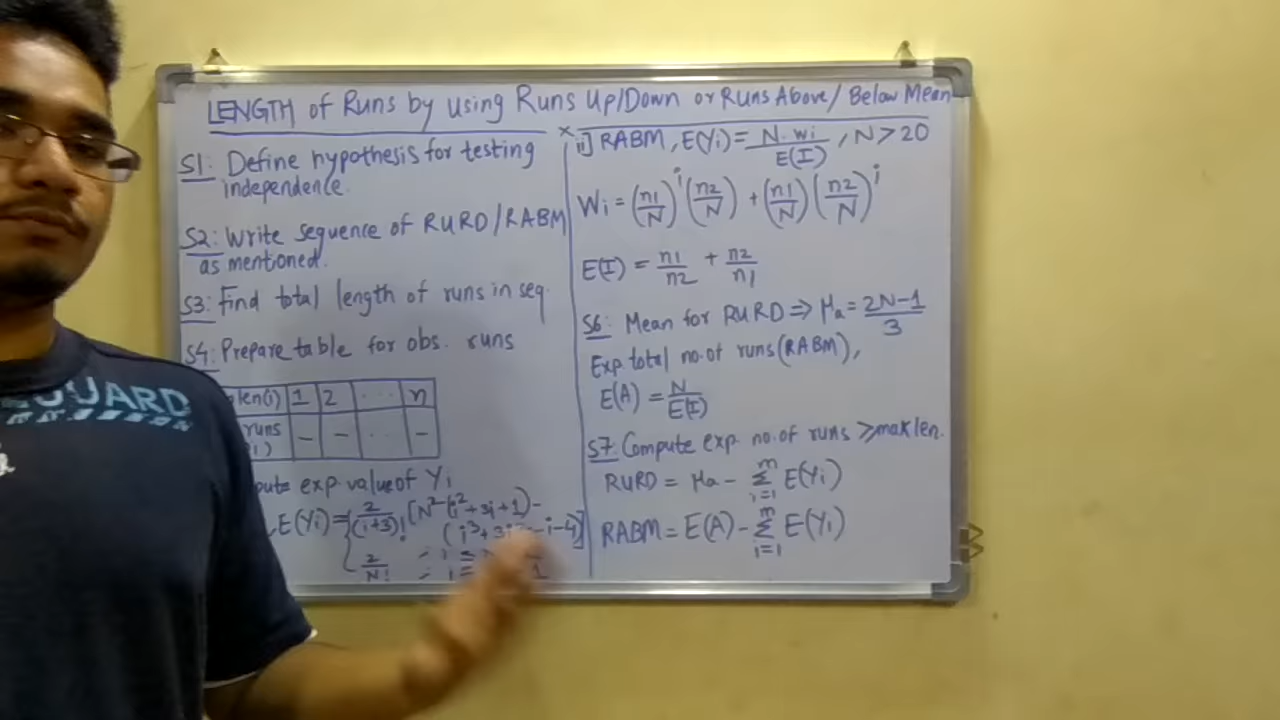 LENGTH of Runs by using Runs Up/Down or Runs Above/Below Mean
S1: Define hypothesis for testing
independence.
S2: Write sequence of RURD/RABM
as mentioned.
S3: Find total length of runs in seq.
S4: Prepare table for obs. runs
len(i) 1 2 ... n
runs – – ... –
exp. value of Yi
E(Yi) = { 2/(i+3)! [N²-(i²+3i+1)-
2/N!
ii] RABM, E(Yi) = N.wi/E(I), N > 20
Wi = (n1/N)^i (n2/N) + (n1/N)(n2/N)^i
E(I) = n1/n2 + n2/n1
S6: Mean for RURD ⇒ μa = 2N-1/3
Exp. total no. of runs (RABM),
E(A) = N/E(I)
S7: Compute exp. no. of runs ≥ max len.
RURD = μa - Σ_{i=1}^{m} E(Yi)
RABM = E(A) - Σ_{i=1}^{m} E(Yi)
GUARD